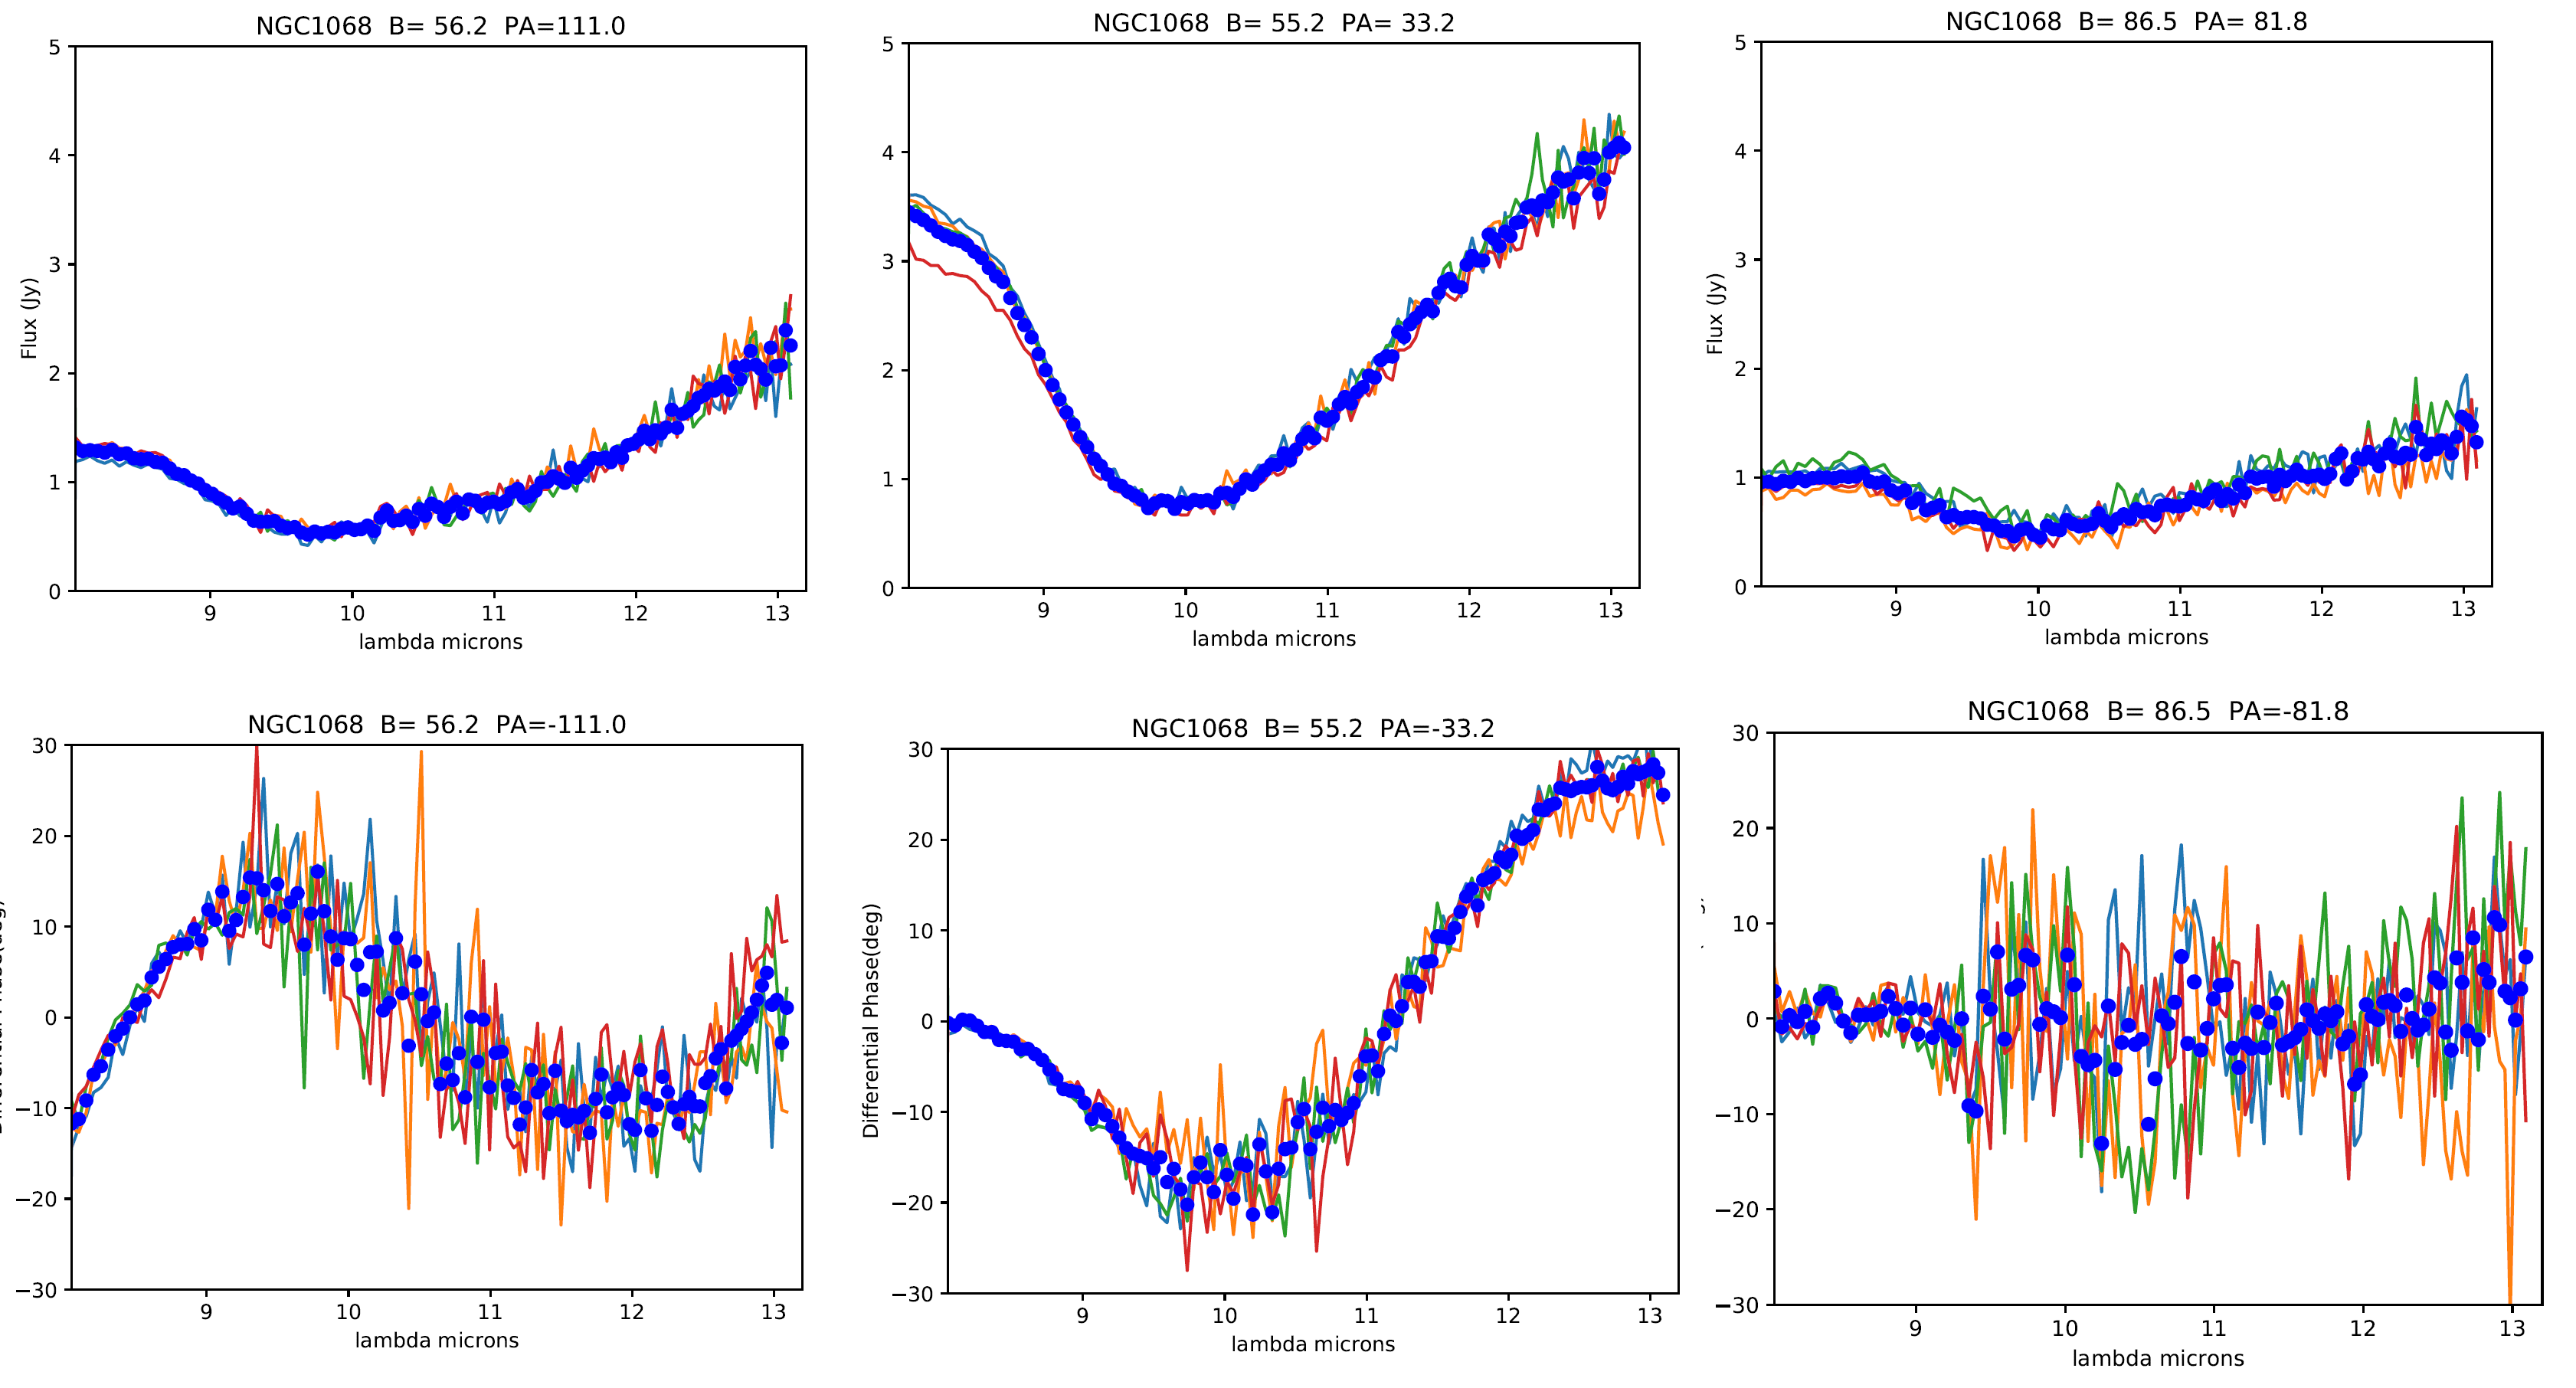 NGC1068 B= 56.2 PA=111.0
5
4
3
2
1
0
Flux (Jy)
9 10 11 12 13
lambda microns
NGC1068 B= 55.2 PA= 33.2
5
4
3
2
1
0
9 10 11 12 13
lambda microns
NGC1068 B= 86.5 PA= 81.8
5
4
3
2
1
0
Flux (Jy)
9 10 11 12 13
lambda microns
NGC1068 B= 56.2 PA=-111.0
30
20
10
0
−10
−20
−30
9 10 11 12 13
lambda microns
NGC1068 B= 55.2 PA=-33.2
30
20
10
0
−10
−20
−30
Differential Phase(deg)
9 10 11 12 13
lambda microns
NGC1068 B= 86.5 PA=-81.8
30
20
10
0
−10
−20
−30
9 10 11 12 13
lambda microns